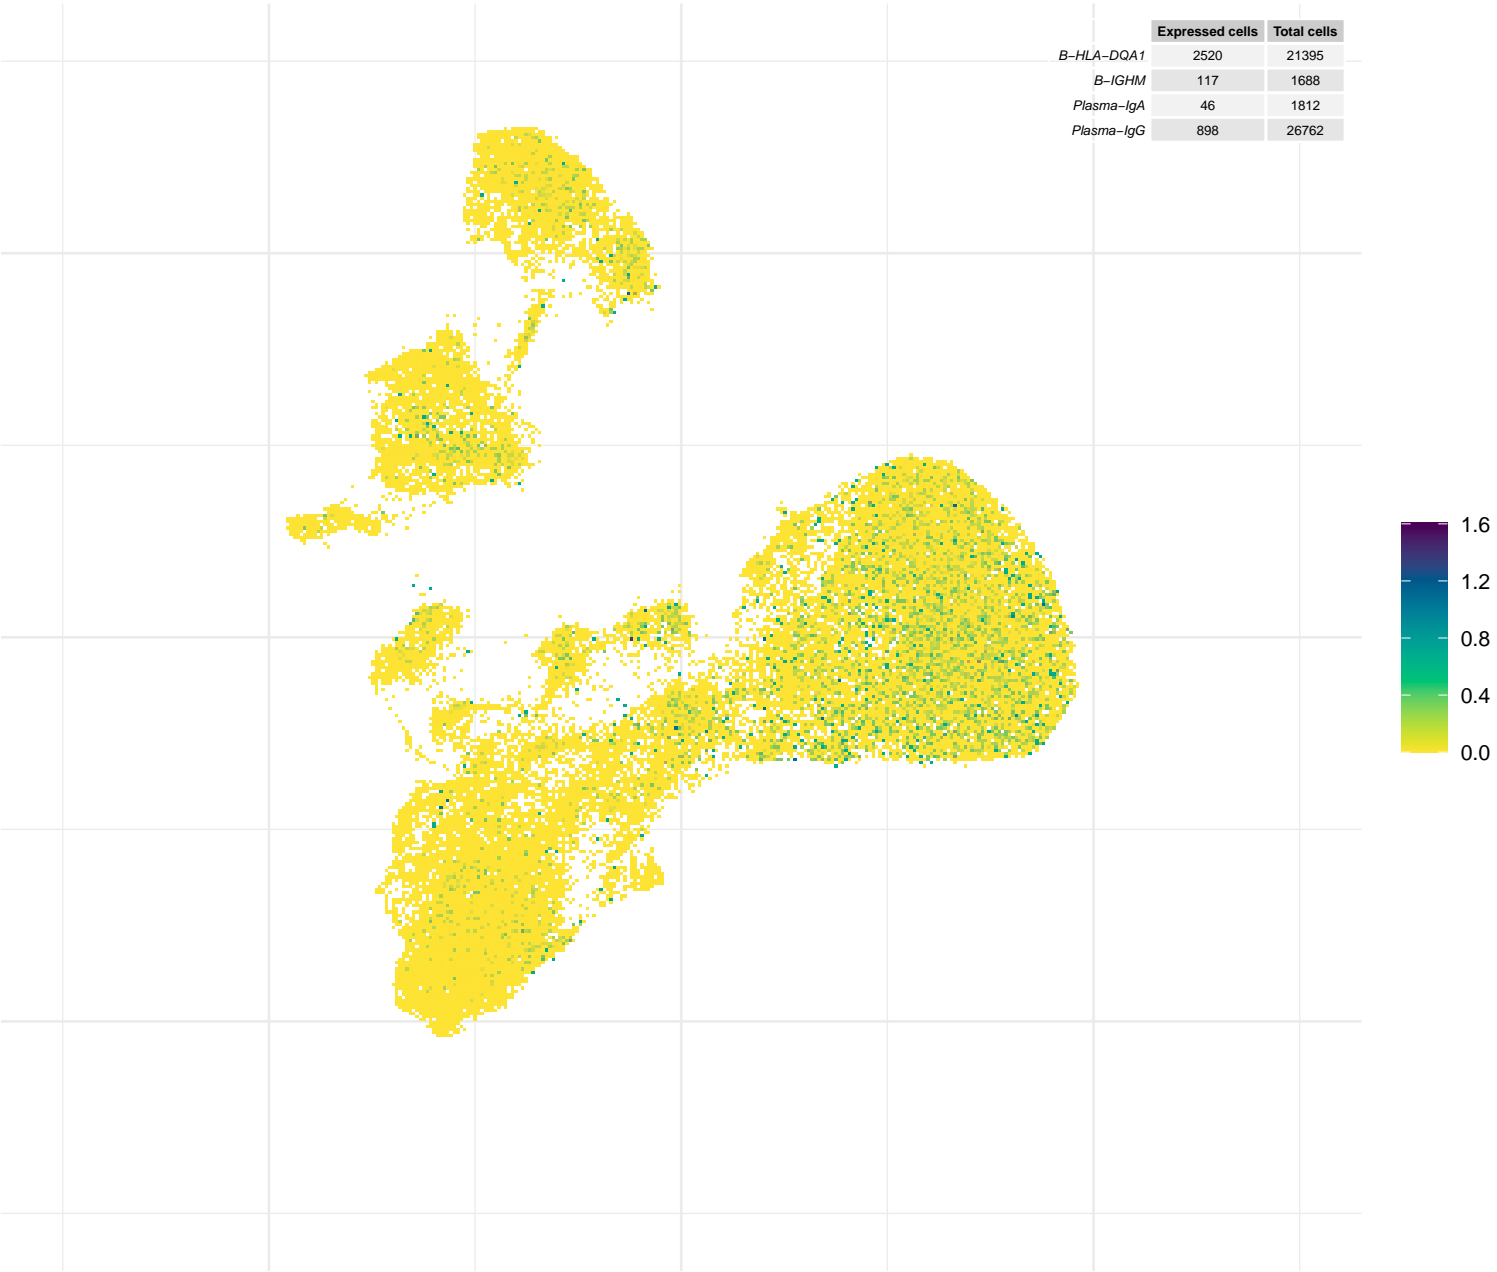 Expressed cells Total cells
B−HLA−DQA1 2520 21395
B−IGHM 117 1688
Plasma−IgA 46 1812
Plasma−IgG 898 26762
1.6
1.2
0.8
0.4
0.0